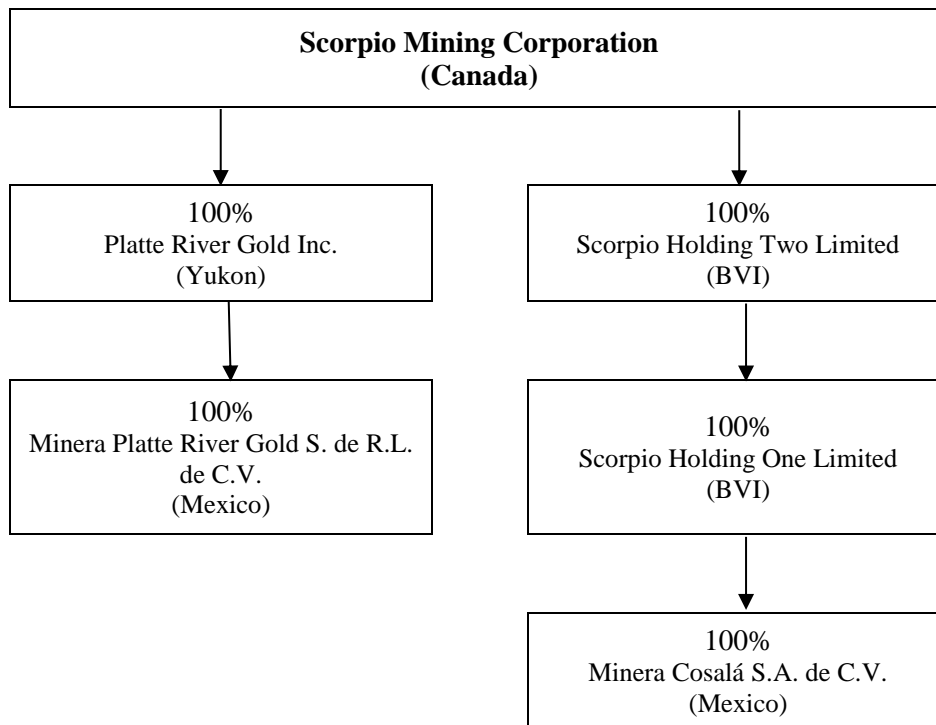 Scorpio Mining Corporation
(Canada)
100%
Platte River Gold Inc.
(Yukon)
100%
Scorpio Holding Two Limited
(BVI)
100%
Minera Platte River Gold S. de R.L.
de C.V.
(Mexico)
100%
Scorpio Holding One Limited
(BVI)
100%
Minera Cosalá S.A. de C.V.
(Mexico)